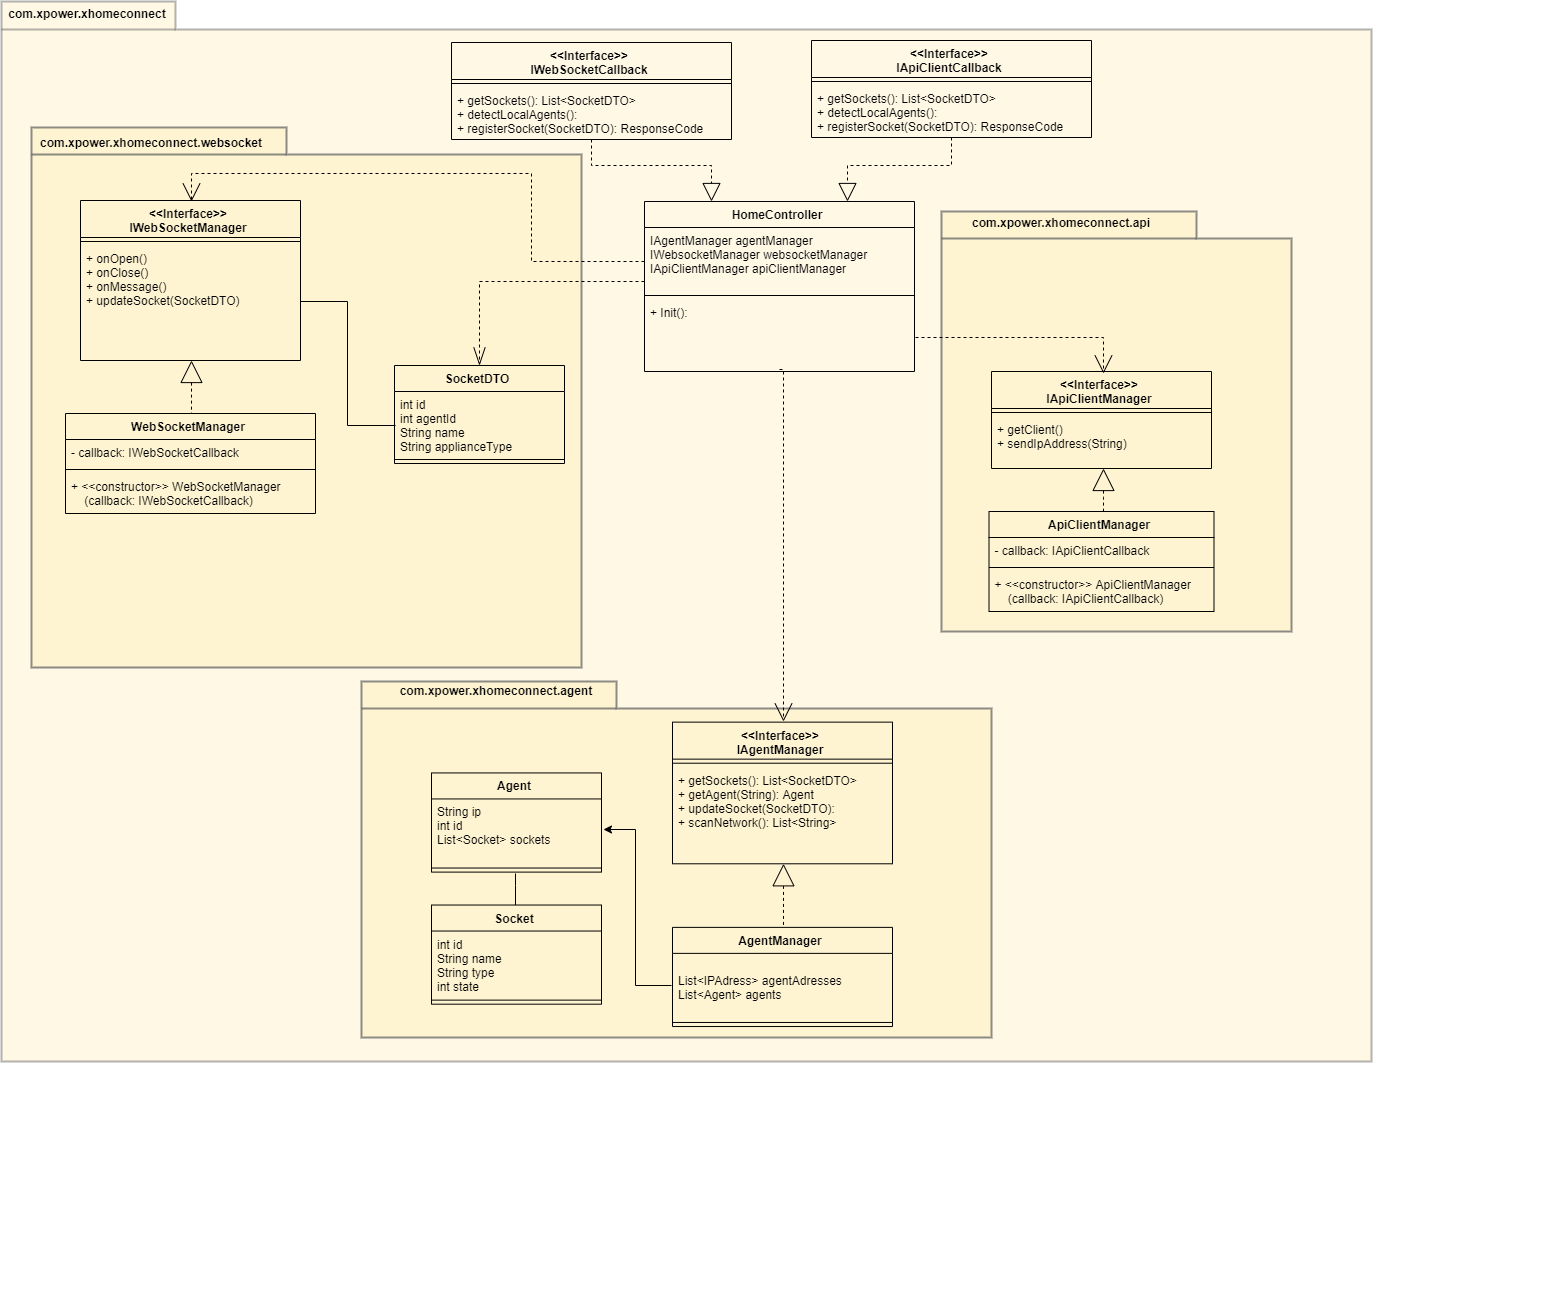 com.xpower.xhomeconnect
<<Interface>>
IWebSocketCallback
+ getSockets(): List<SocketDTO>
+ detectLocalAgents():
+ registerSocket(SocketDTO): ResponseCode
<<Interface>>
IApiClientCallback
+ getSockets(): List<SocketDTO>
+ detectLocalAgents():
+ registerSocket(SocketDTO): ResponseCode
com.xpower.xhomeconnect.websocket
<<Interface>>
IWebSocketManager
+ onOpen()
+ onClose()
+ onMessage()
+ updateSocket(SocketDTO)
WebSocketManager
- callback: IWebSocketCallback
+ <<constructor>> WebSocketManager
(callback: IWebSocketCallback)
SocketDTO
int id
int agentId
String name
String applianceType
HomeController
IAgentManager agentManager
IWebsocketManager websocketManager
IApiClientManager apiClientManager
+ Init():
com.xpower.xhomeconnect.api
<<Interface>>
IApiClientManager
+ getClient()
+ sendIpAddress(String)
ApiClientManager
- callback: IApiClientCallback
+ <<constructor>> ApiClientManager
(callback: IApiClientCallback)
com.xpower.xhomeconnect.agent
<<Interface>>
IAgentManager
+ getSockets(): List<SocketDTO>
+ getAgent(String): Agent
+ updateSocket(SocketDTO):
+ scanNetwork(): List<String>
Agent
String ip
int id
List<Socket> sockets
Socket
int id
String name
String type
int state
AgentManager
List<IPAdress> agentAdresses
List<Agent> agents